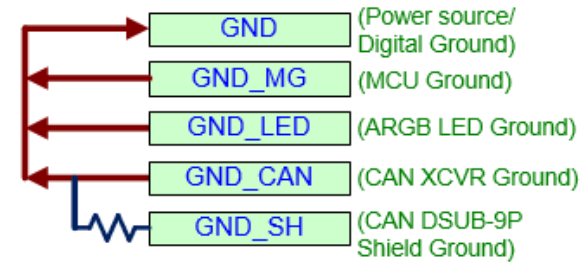 GND (Power source/
Digital Ground)
GND_MG (MCU Ground)
GND_LED (ARGB LED Ground)
GND_CAN (CAN XCVR Ground)
GND_SH (CAN DSUB-9P
Shield Ground)